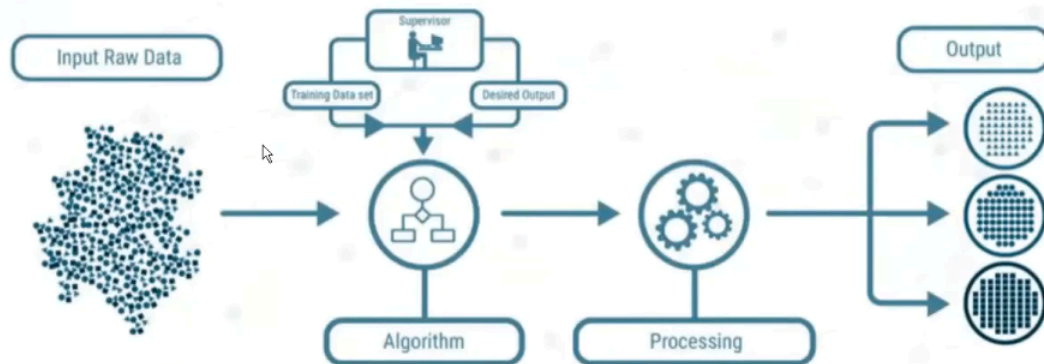 Supervisor
Input Raw Data
Output
Training Data set
Desired Output
Algorithm
Processing